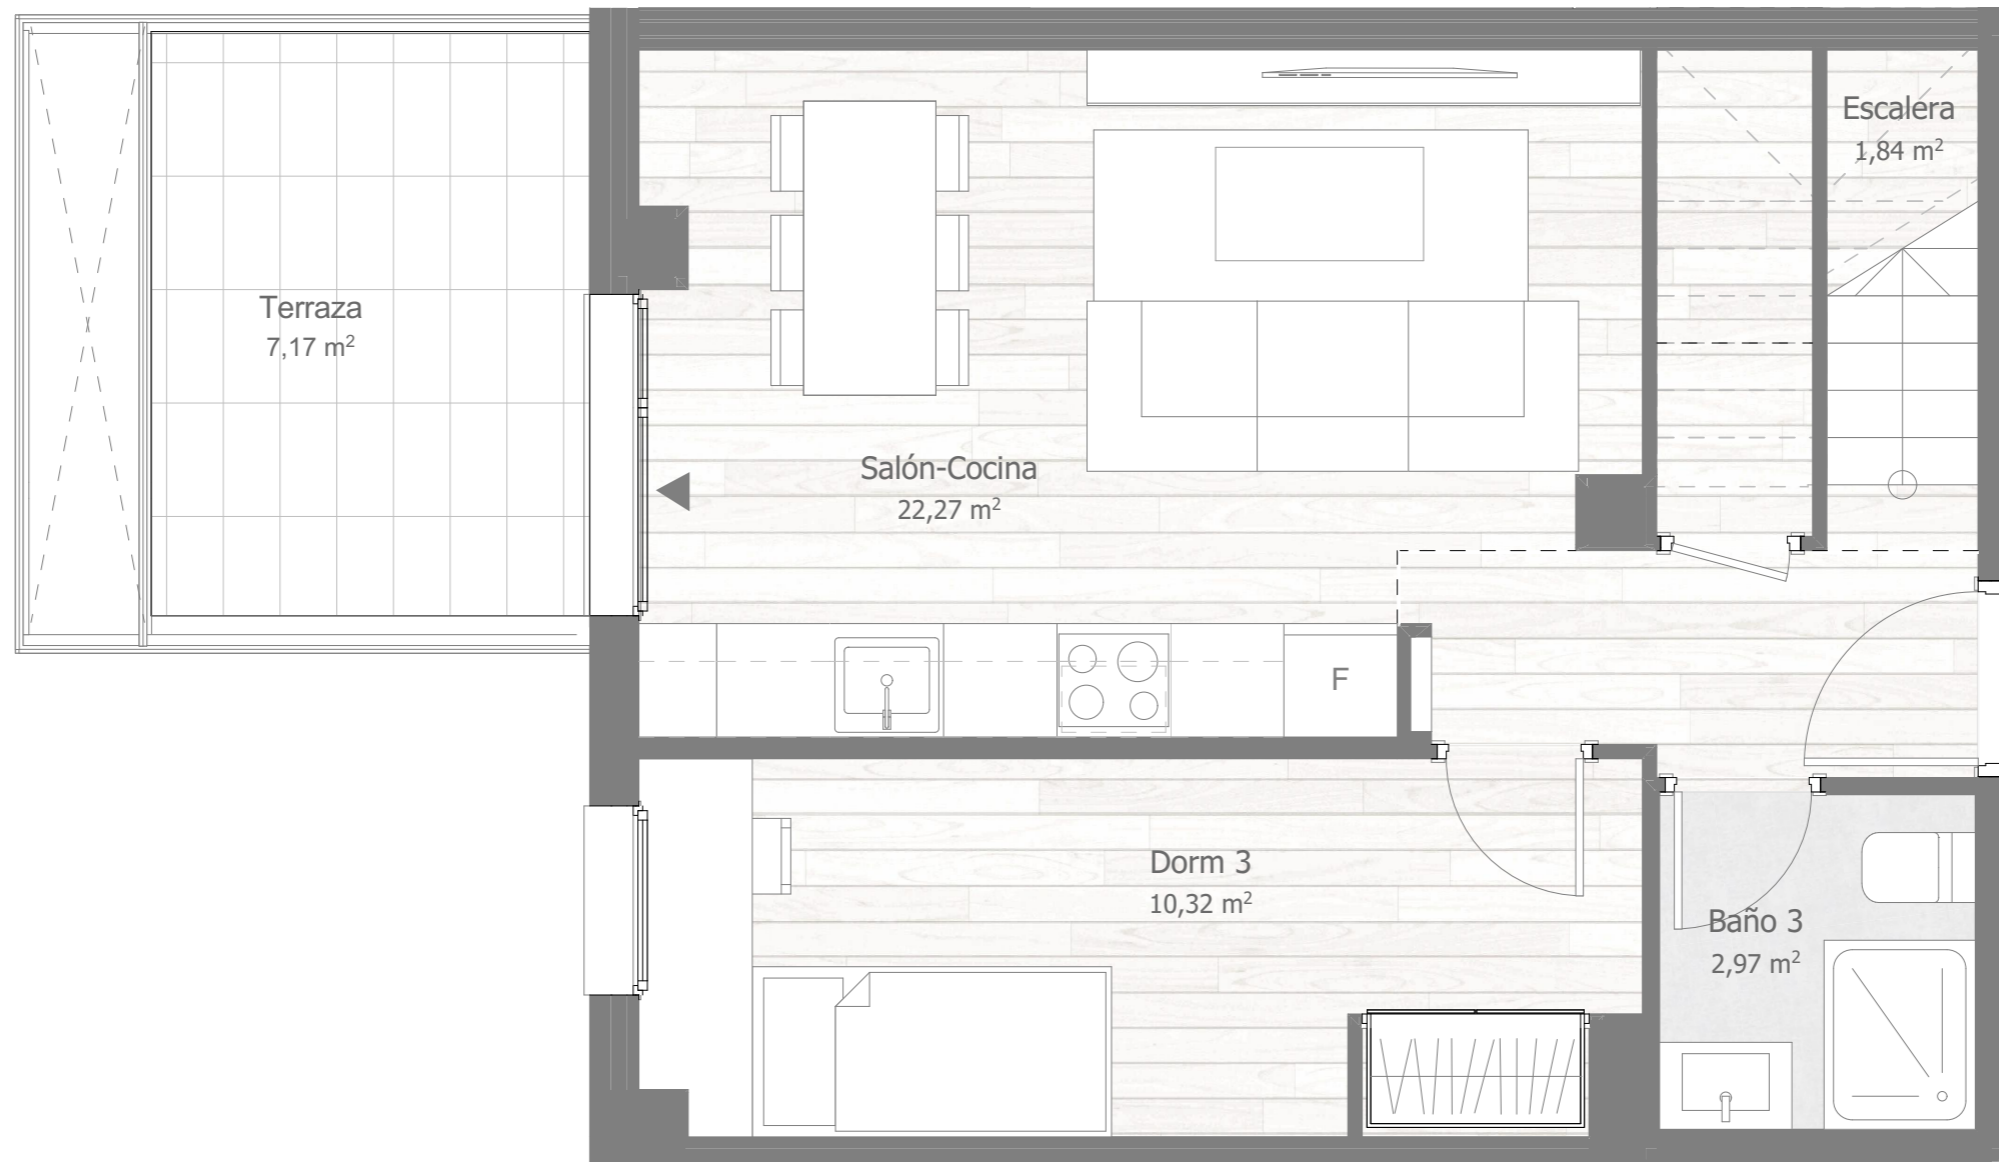 Escalera
1,84 m²
Terraza
7,17 m²
Salón-Cocina
22,27 m²
F
Dorm 3
10,32 m²
Baño 3
2,97 m²